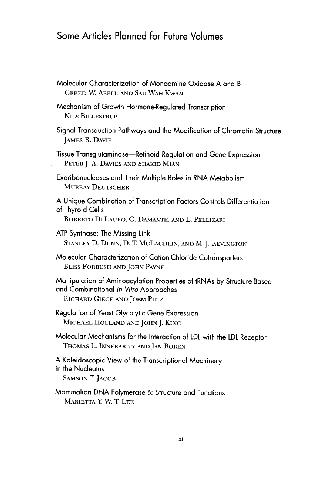 Some Articles Planned for Future Volumes
Molecular Characterization of Monoamine Oxidase A and B
CREED W. ABELL AND SAU WAH KWAN
Mechanism of Growth Hormone-Regulated Transcription
NILS BILLESTRUP
Signal Transduction Pathways and the Modification of Chromatin Structure
JAMES R. DAVIE
Tissue Transglutaminase—Retinoid Regulation and Gene Expression
PETER J. A. DAVIES AND SHAKID MIAN
Exoribonucleases and Their Multiple Roles in RNA Metabolism
MURRAY DEUTSCHER
A Unique Combination of Transcription Factors Controls Differentiation
of Thyroid Cells
ROBERTO DI LAURO, G. DAMANTE, AND L. PELLIZZARI
ATP Synthase: The Missing Link
STANLEY D. DUNN, D. T. MCLACHLIN, AND M. J. REVINGTON
Molecular Characterization of Cation-Chloride Cotransporters
BLISS FORBUSH AND JOHN PAYNE
Manipulation of Aminoacylation Properties of tRNAs by Structure-Based
and Combinational In Vitro Approaches
RICHARD GIEGE AND JOERN PUTZ
Regulation of Yeast Glycolytic Gene Expression
MICHAEL HOLLAND AND JOHN J. KING
Molecular Mechanisms for the Interaction of LDL with the LDL Receptor
THOMAS L. INNERARITY AND JAN BOREN
A Kaleidoscopic View of the Transcriptional Machinery
in the Nucleolus
SAMSON T. JACOB
Mammalian DNA Polymerase δ: Structure and Functions
MARIETTA Y. W. T. LEE
xi